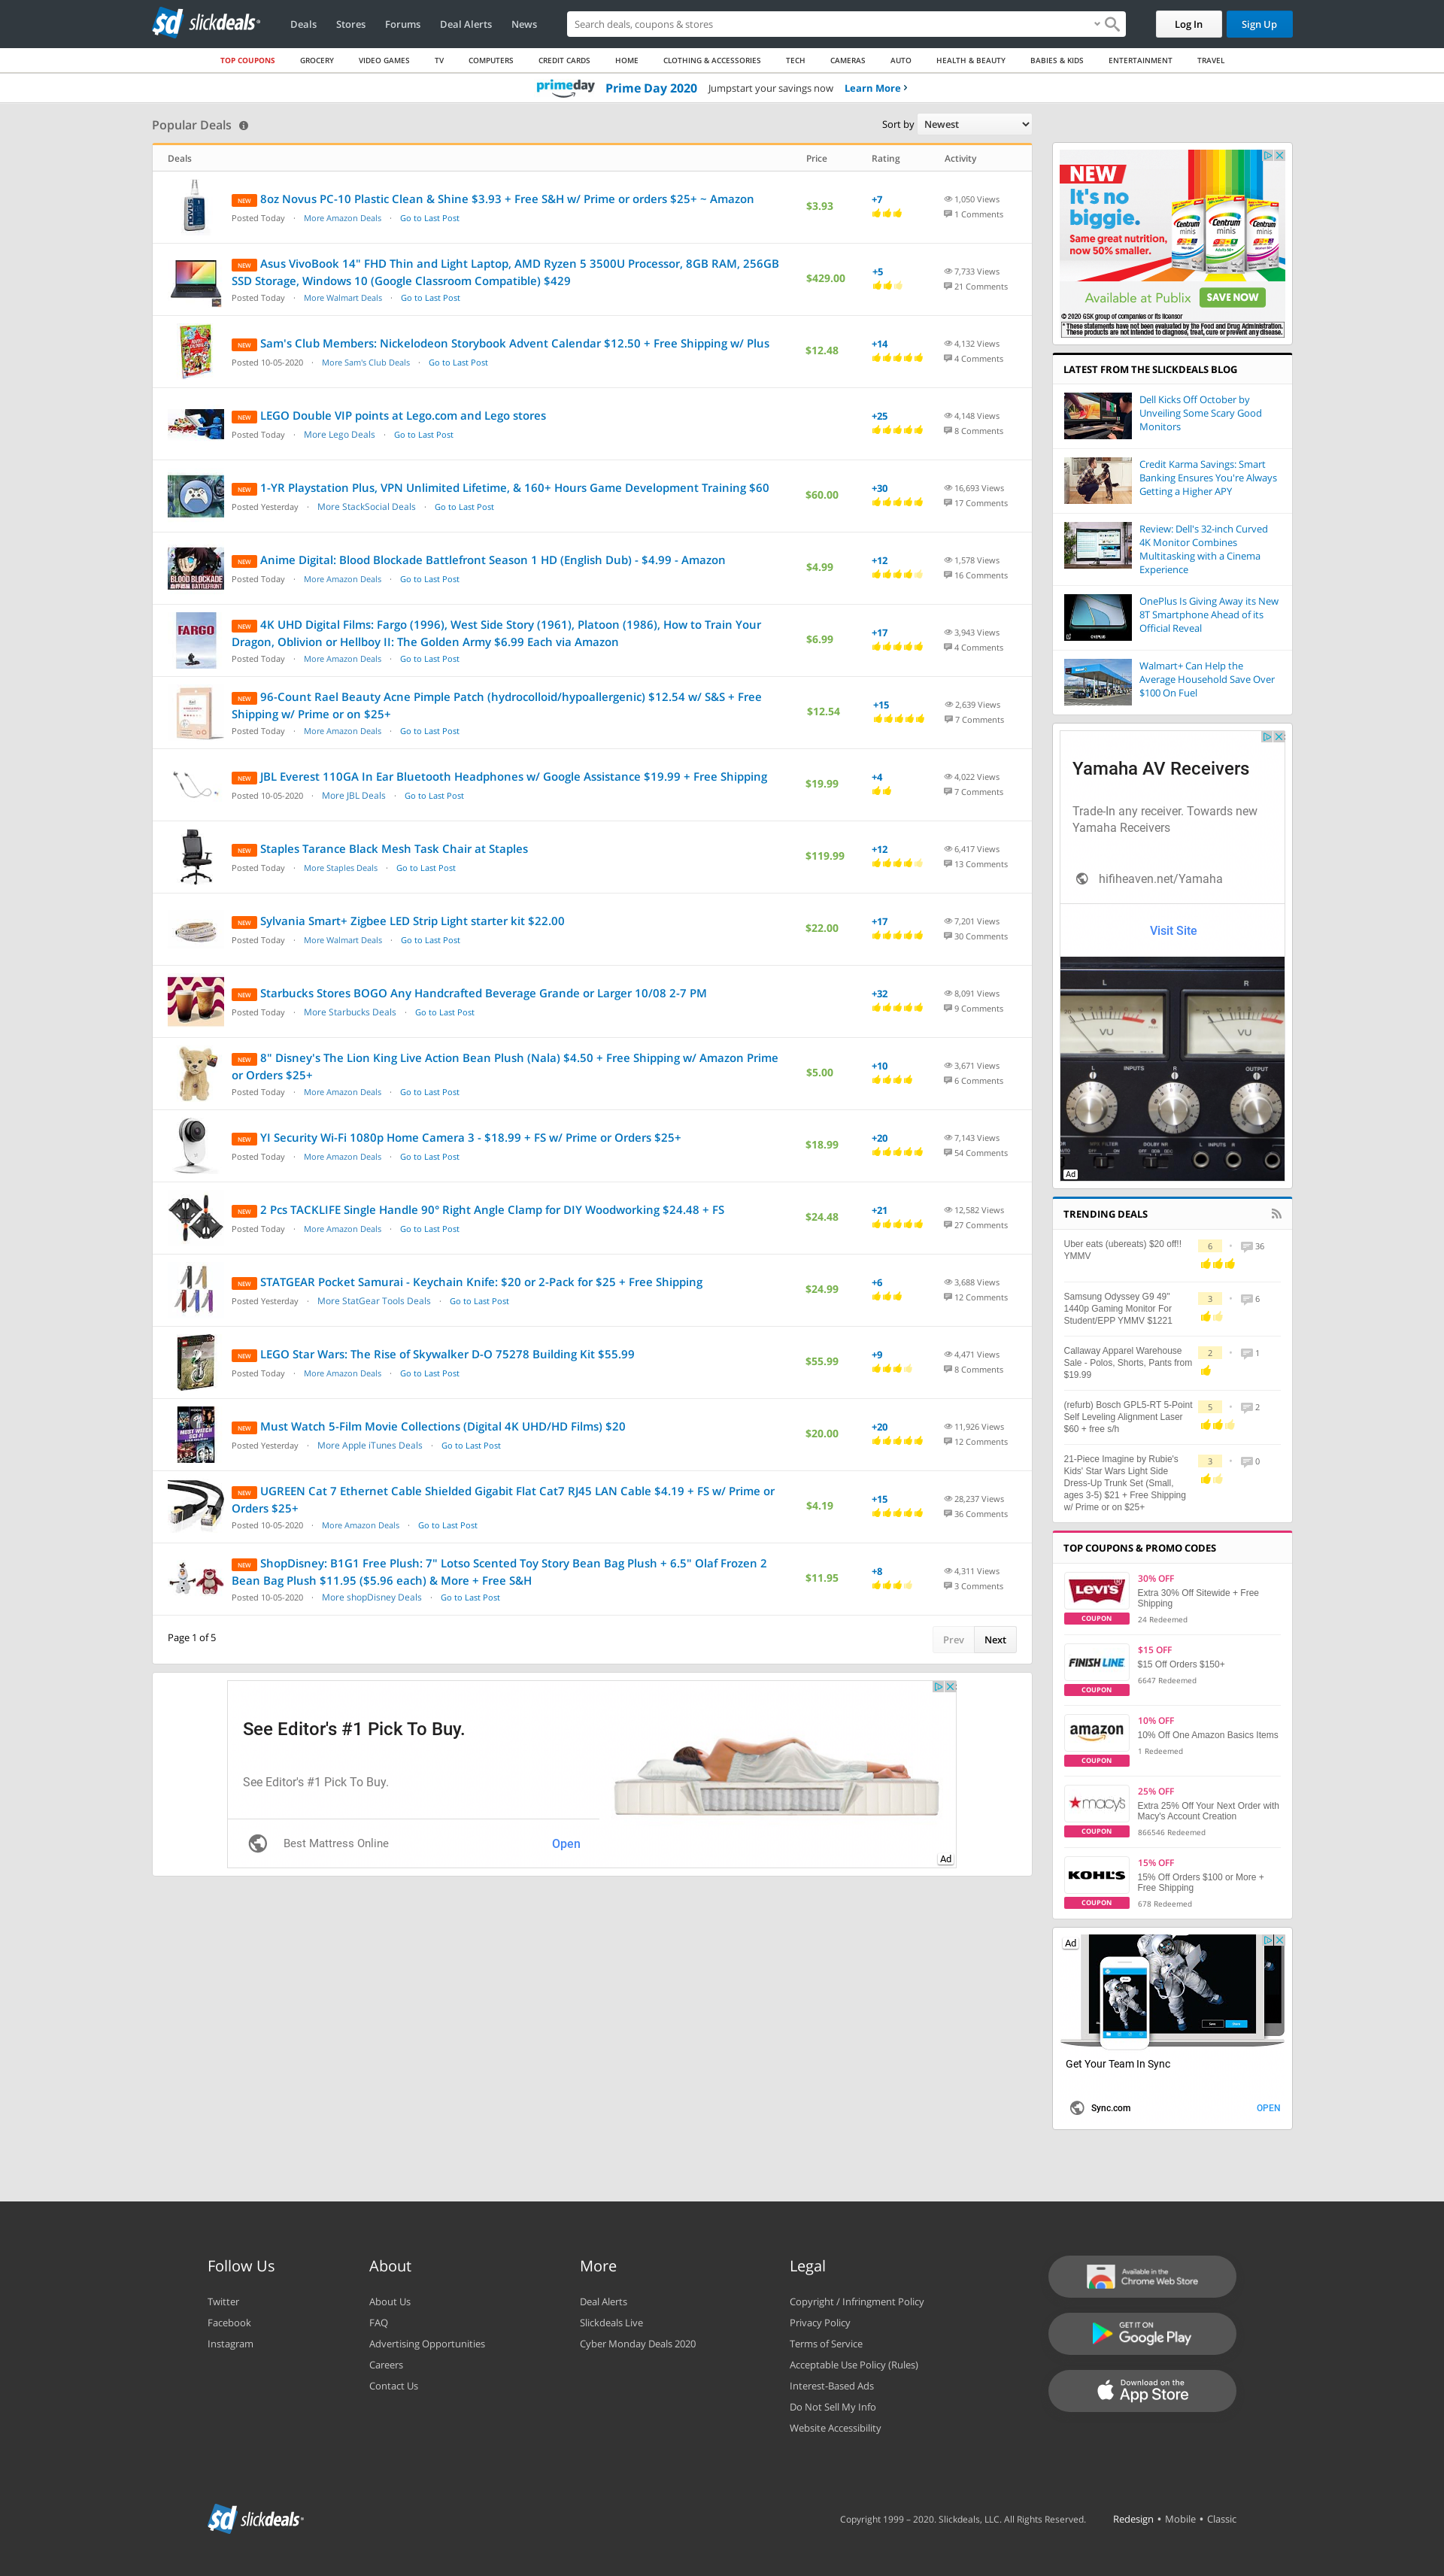 sd slickdeals
Deals
Stores
Forums
Deal Alerts
News
Search deals, coupons & stores
Log In
Sign Up
TOP COUPONS
GROCERY
VIDEO GAMES
TV
COMPUTERS
CREDIT CARDS
HOME
CLOTHING & ACCESSORIES
TECH
CAMERAS
AUTO
HEALTH & BEAUTY
BABIES & KIDS
ENTERTAINMENT
TRAVEL
primeday
Prime Day 2020 Jumpstart your savings now Learn More ›
Popular Deals
Sort by Newest
Deals Price Rating Activity
NEW 8oz Novus PC-10 Plastic Clean & Shine $3.93 + Free S&H w/ Prime or orders $25+ ~ Amazon
Posted Today · More Amazon Deals · Go to Last Post
$3.93
+7
1,050 Views
1 Comments
NEW Asus VivoBook 14" FHD Thin and Light Laptop, AMD Ryzen 5 3500U Processor, 8GB RAM, 256GB
SSD Storage, Windows 10 (Google Classroom Compatible) $429
Posted Today · More Walmart Deals · Go to Last Post
$429.00
+5
7,733 Views
21 Comments
NEW Sam's Club Members: Nickelodeon Storybook Advent Calendar $12.50 + Free Shipping w/ Plus
Posted 10-05-2020 · More Sam's Club Deals · Go to Last Post
$12.48
+14
4,132 Views
4 Comments
NEW LEGO Double VIP points at Lego.com and Lego stores
Posted Today · More Lego Deals · Go to Last Post
+25
4,148 Views
8 Comments
NEW 1-YR Playstation Plus, VPN Unlimited Lifetime, & 160+ Hours Game Development Training $60
Posted Yesterday · More StackSocial Deals · Go to Last Post
$60.00
+30
16,693 Views
17 Comments
BLOOD BLOCKADE
BATTLEFRONT
NEW Anime Digital: Blood Blockade Battlefront Season 1 HD (English Dub) - $4.99 - Amazon
Posted Today · More Amazon Deals · Go to Last Post
$4.99
+12
1,578 Views
16 Comments
FARGO
NEW 4K UHD Digital Films: Fargo (1996), West Side Story (1961), Platoon (1986), How to Train Your
Dragon, Oblivion or Hellboy II: The Golden Army $6.99 Each via Amazon
Posted Today · More Amazon Deals · Go to Last Post
$6.99
+17
3,943 Views
4 Comments
NEW 96-Count Rael Beauty Acne Pimple Patch (hydrocolloid/hypoallergenic) $12.54 w/ S&S + Free
Shipping w/ Prime or on $25+
Posted Today · More Amazon Deals · Go to Last Post
$12.54
+15
2,639 Views
7 Comments
NEW JBL Everest 110GA In Ear Bluetooth Headphones w/ Google Assistance $19.99 + Free Shipping
Posted 10-05-2020 · More JBL Deals · Go to Last Post
$19.99
+4
4,022 Views
7 Comments
NEW Staples Tarance Black Mesh Task Chair at Staples
Posted Today · More Staples Deals · Go to Last Post
$119.99
+12
6,417 Views
13 Comments
NEW Sylvania Smart+ Zigbee LED Strip Light starter kit $22.00
Posted Today · More Walmart Deals · Go to Last Post
$22.00
+17
7,201 Views
30 Comments
NEW Starbucks Stores BOGO Any Handcrafted Beverage Grande or Larger 10/08 2-7 PM
Posted Today · More Starbucks Deals · Go to Last Post
+32
8,091 Views
9 Comments
NEW 8" Disney's The Lion King Live Action Bean Plush (Nala) $4.50 + Free Shipping w/ Amazon Prime
or Orders $25+
Posted Today · More Amazon Deals · Go to Last Post
$5.00
+10
3,671 Views
6 Comments
NEW YI Security Wi-Fi 1080p Home Camera 3 - $18.99 + FS w/ Prime or Orders $25+
Posted Today · More Amazon Deals · Go to Last Post
$18.99
+20
7,143 Views
54 Comments
NEW 2 Pcs TACKLIFE Single Handle 90° Right Angle Clamp for DIY Woodworking $24.48 + FS
Posted Today · More Amazon Deals · Go to Last Post
$24.48
+21
12,582 Views
27 Comments
NEW STATGEAR Pocket Samurai - Keychain Knife: $20 or 2-Pack for $25 + Free Shipping
Posted Yesterday · More StatGear Tools Deals · Go to Last Post
$24.99
+6
3,688 Views
12 Comments
NEW LEGO Star Wars: The Rise of Skywalker D-O 75278 Building Kit $55.99
Posted Today · More Amazon Deals · Go to Last Post
$55.99
+9
4,471 Views
8 Comments
MUST WATCH
NEW Must Watch 5-Film Movie Collections (Digital 4K UHD/HD Films) $20
Posted Yesterday · More Apple iTunes Deals · Go to Last Post
$20.00
+20
11,926 Views
12 Comments
NEW UGREEN Cat 7 Ethernet Cable Shielded Gigabit Flat Cat7 RJ45 LAN Cable $4.19 + FS w/ Prime or
Orders $25+
Posted 10-05-2020 · More Amazon Deals · Go to Last Post
$4.19
+15
28,237 Views
36 Comments
NEW ShopDisney: B1G1 Free Plush: 7" Lotso Scented Toy Story Bean Bag Plush + 6.5" Olaf Frozen 2
Bean Bag Plush $11.95 ($5.96 each) & More + Free S&H
Posted 10-05-2020 · More shopDisney Deals · Go to Last Post
$11.95
+8
4,311 Views
3 Comments
Page 1 of 5
Prev Next
See Editor's #1 Pick To Buy.
See Editor's #1 Pick To Buy.
Best Mattress Online
Open
Ad
NEW
It's no
biggie.
Same great nutrition,
now 50% smaller.
Centrum
minis
Centrum
minis
Centrum
minis
Available at Publix
SAVE NOW
© 2020 GSK group of companies or its licensor
* These statements have not been evaluated by the Food and Drug Administration.
These products are not intended to diagnose, treat, cure or prevent any disease.
LATEST FROM THE SLICKDEALS BLOG
Dell Kicks Off October by
Unveiling Some Scary Good
Monitors
Credit Karma Savings: Smart
Banking Ensures You're Always
Getting a Higher APY
Review: Dell's 32-inch Curved
4K Monitor Combines
Multitasking with a Cinema
Experience
OnePlus Is Giving Away its New
8T Smartphone Ahead of its
Official Reveal
Walmart+ Can Help the
Average Household Save Over
$100 On Fuel
Yamaha AV Receivers
Trade-In any receiver. Towards new
Yamaha Receivers
hifiheaven.net/Yamaha
Visit Site
L
R
VU
VU
L INPUTS R
OUTPUT
L INPUTS R
Ad
TRENDING DEALS
Uber eats (ubereats) $20 off!!
YMMV
6 • 36
Samsung Odyssey G9 49"
1440p Gaming Monitor For
Student/EPP YMMV $1221
3 • 6
Callaway Apparel Warehouse
Sale - Polos, Shorts, Pants from
$19.99
2 • 1
(refurb) Bosch GPL5-RT 5-Point
Self Leveling Alignment Laser
$60 + free s/h
5 • 2
21-Piece Imagine by Rubie's
Kids' Star Wars Light Side
Dress-Up Trunk Set (Small,
ages 3-5) $21 + Free Shipping
w/ Prime or on $25+
3 • 0
TOP COUPONS & PROMO CODES
LEVI'S
COUPON
30% OFF
Extra 30% Off Sitewide + Free
Shipping
24 Redeemed
FINISH LINE
COUPON
$15 OFF
$15 Off Orders $150+
6647 Redeemed
amazon
COUPON
10% OFF
10% Off One Amazon Basics Items
1 Redeemed
macy's
COUPON
25% OFF
Extra 25% Off Your Next Order with
Macy's Account Creation
866546 Redeemed
KOHL'S
COUPON
15% OFF
15% Off Orders $100 or More +
Free Shipping
678 Redeemed
Ad
Get Your Team In Sync
Sync.com
OPEN
Follow Us
Twitter
Facebook
Instagram
About
About Us
FAQ
Advertising Opportunities
Careers
Contact Us
More
Deal Alerts
Slickdeals Live
Cyber Monday Deals 2020
Legal
Copyright / Infringment Policy
Privacy Policy
Terms of Service
Acceptable Use Policy (Rules)
Interest-Based Ads
Do Not Sell My Info
Website Accessibility
Available in the
Chrome Web Store
GET IT ON
Google Play
Download on the
App Store
sd slickdeals
Copyright 1999 – 2020. Slickdeals, LLC. All Rights Reserved.
Redesign • Mobile • Classic